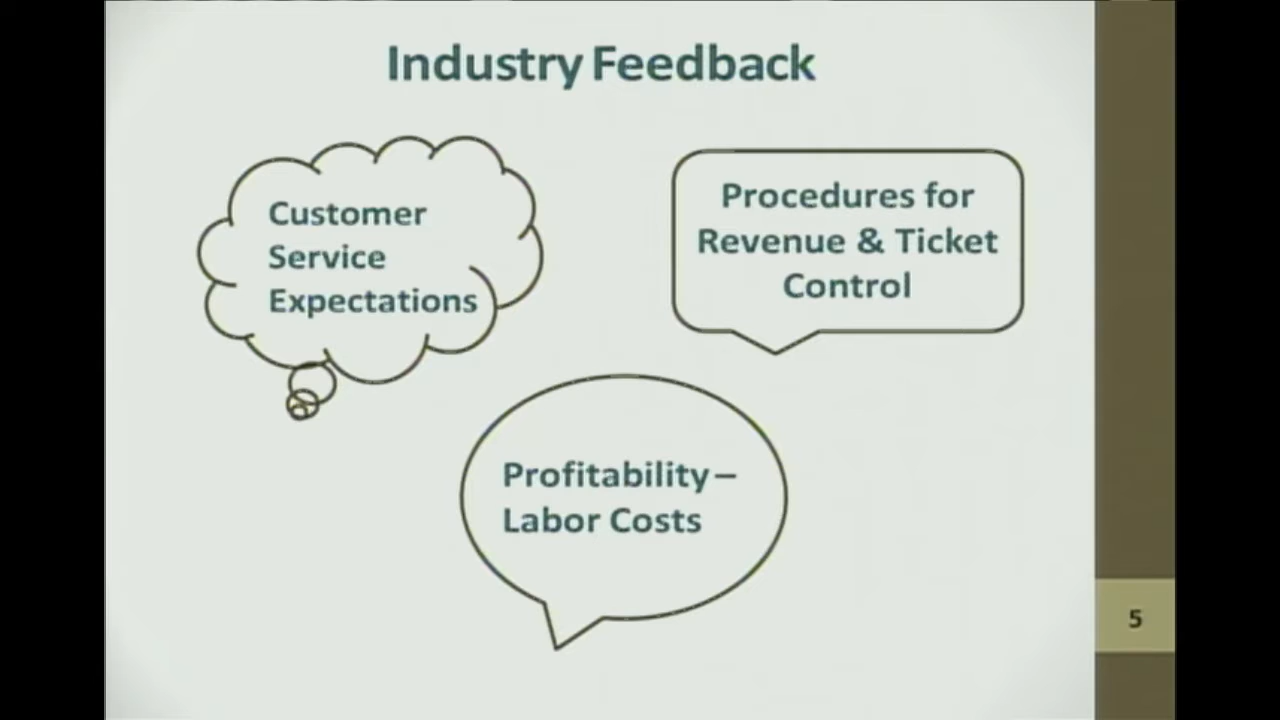 Industry Feedback
Customer
Service
Expectations
Procedures for
Revenue & Ticket
Control
Profitability –
Labor Costs
5